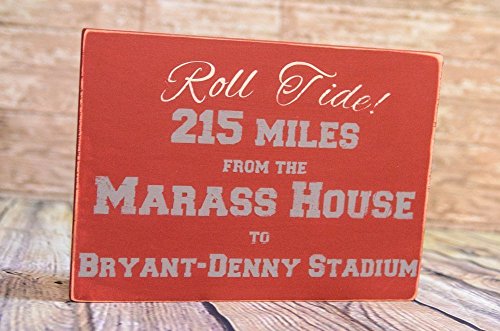 Roll Tide!
215 MILES
FROM THE
MARASS HOUSE
TO
BRYANT-DENNY STADIUM